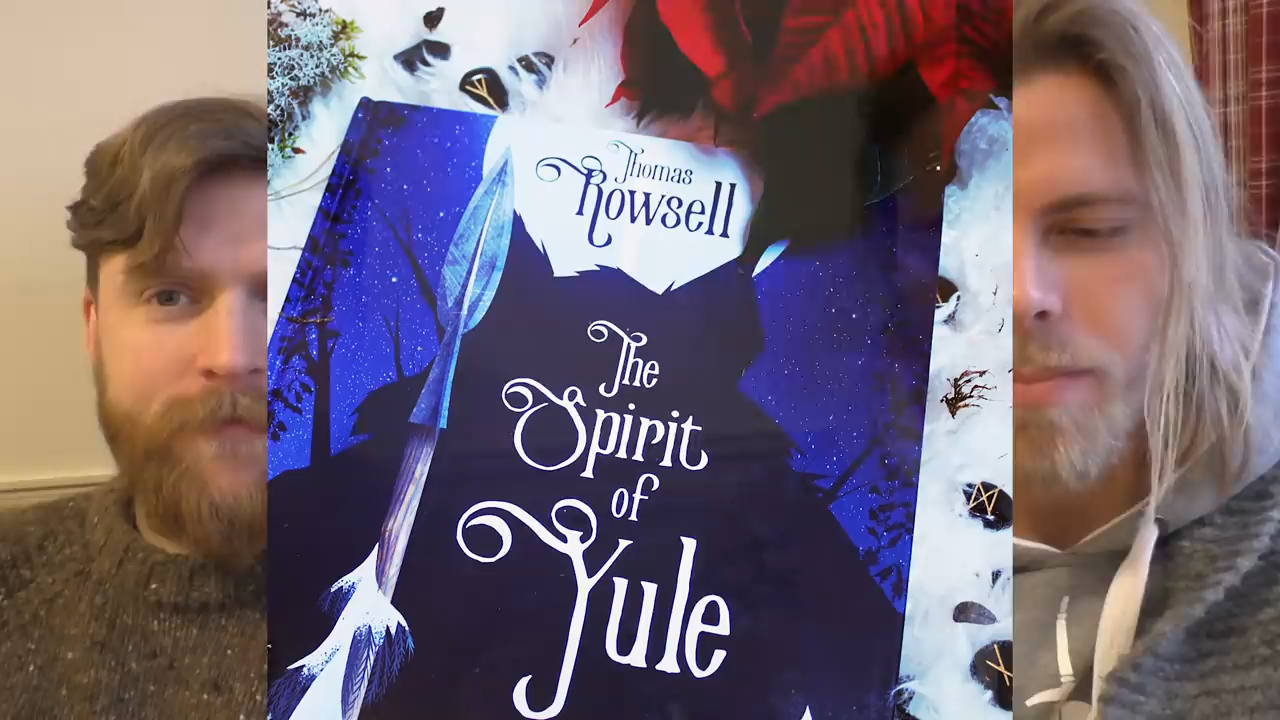 Thomas
Rowsell
The
Spirit
of
Yule